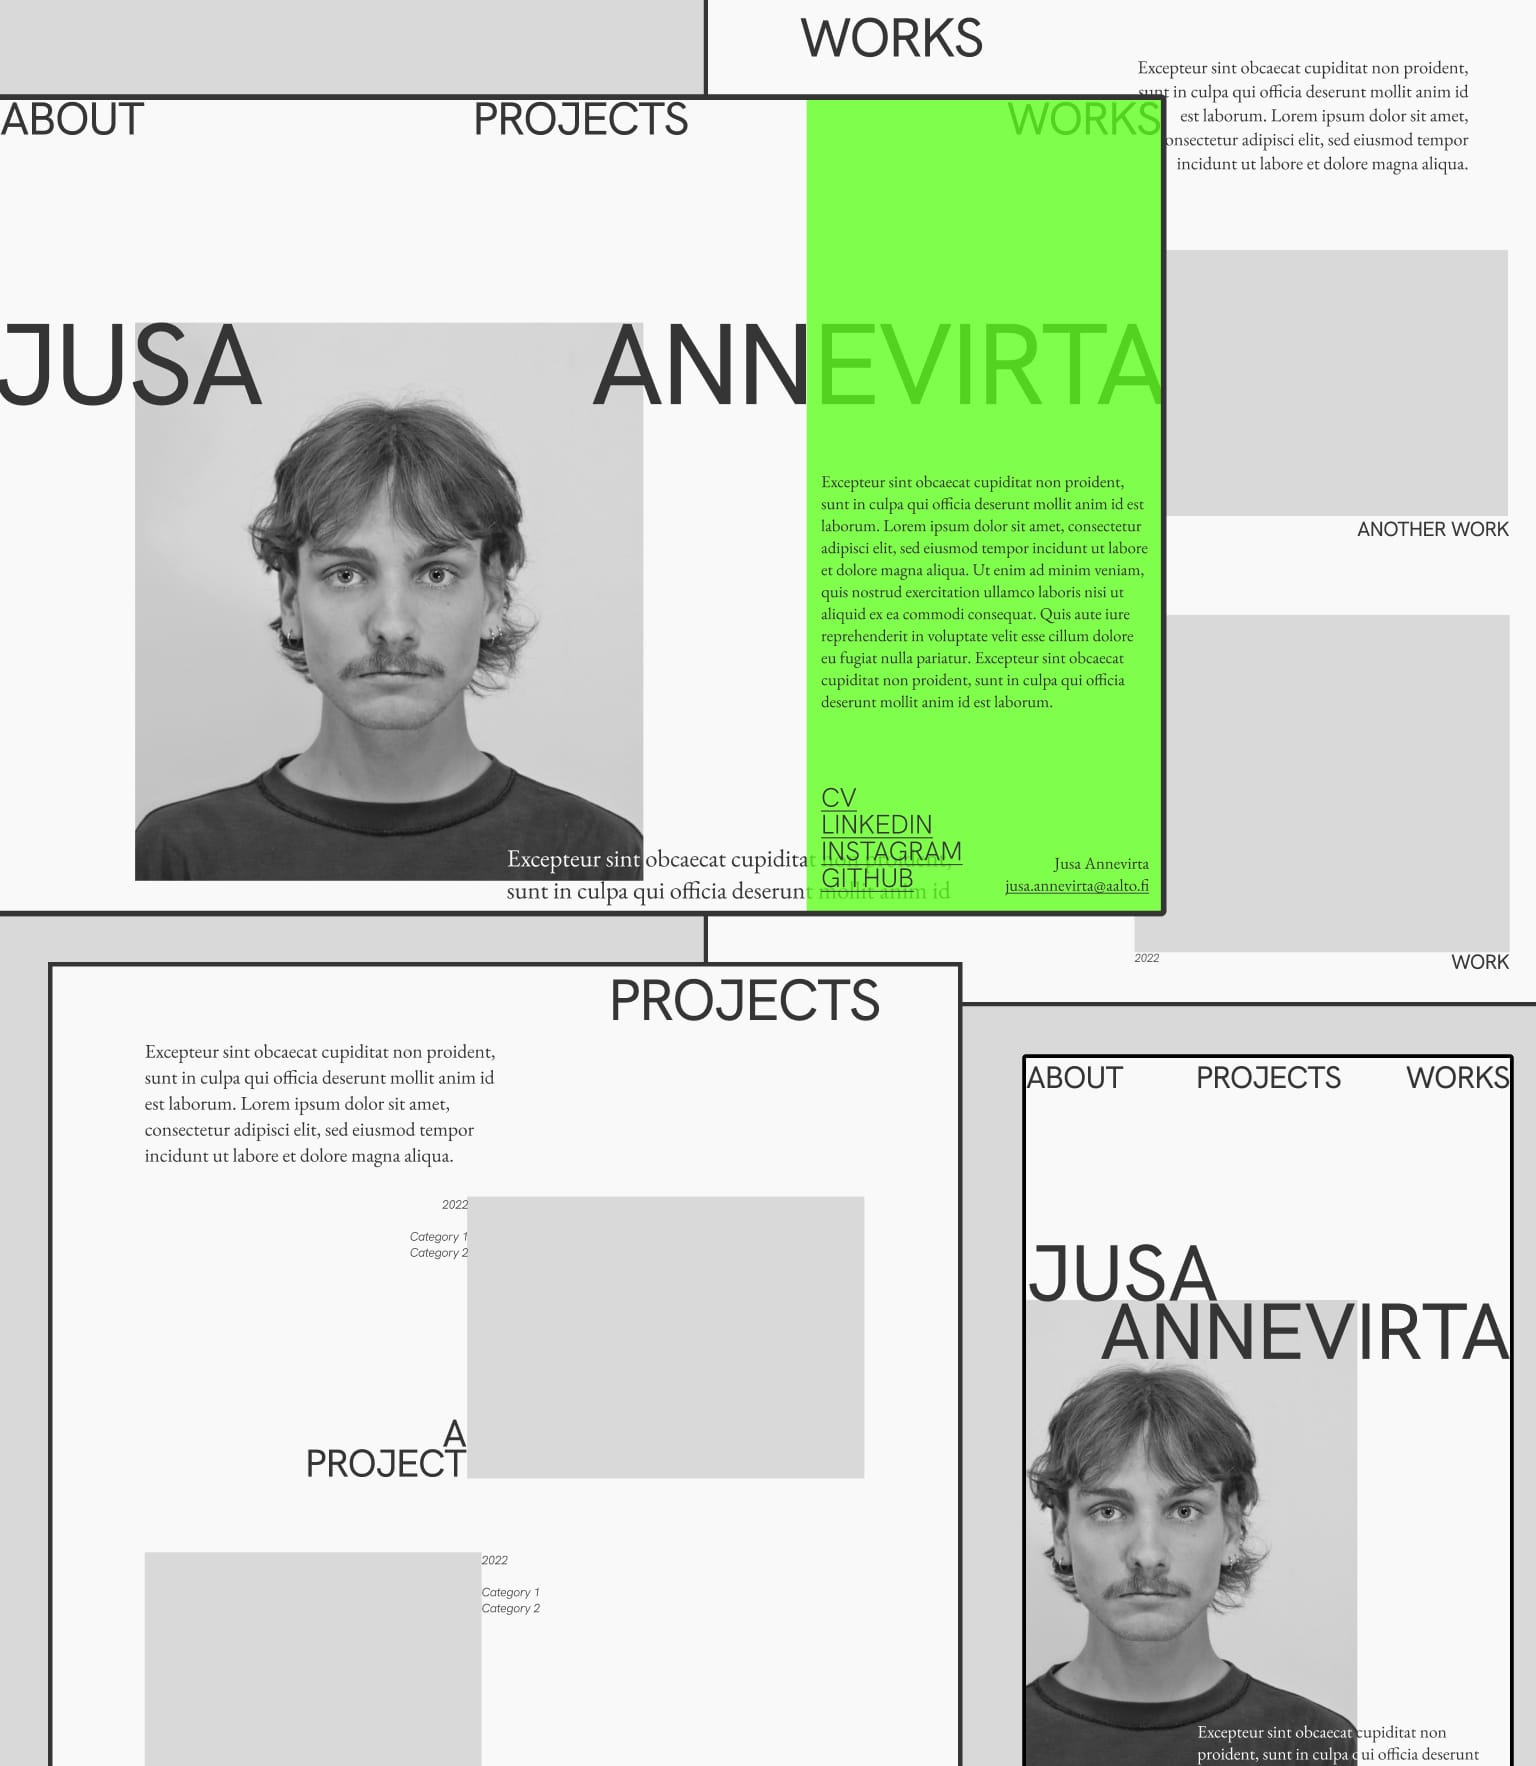 WORKS
Excepteur sint obcaecat cupiditat non proident,
sunt in culpa qui officia deserunt mollit anim id
est laborum. Lorem ipsum dolor sit amet,
onsectetur adipisci elit, sed eiusmod tempor
incidunt ut labore et dolore magna aliqua.
ANOTHER WORK
2022
WORK
ABOUT
PROJECTS
WORKS
JUSA
ANNEVIRTA
Excepteur sint obcaecat cupiditat non proident,
sunt in culpa qui officia deserunt mollit anim id
Excepteur sint obcaecat cupiditat non proident,
sunt in culpa qui officia deserunt mollit anim id est
laborum. Lorem ipsum dolor sit amet, consectetur
adipisci elit, sed eiusmod tempor incidunt ut labore
et dolore magna aliqua. Ut enim ad minim veniam,
quis nostrud exercitation ullamco laboris nisi ut
aliquid ex ea commodi consequat. Quis aute iure
reprehenderit in voluptate velit esse cillum dolore
eu fugiat nulla pariatur. Excepteur sint obcaecat
cupiditat non proident, sunt in culpa qui officia
deserunt mollit anim id est laborum.
CV
LINKEDIN
INSTAGRAM
GITHUB
Jusa Annevirta
jusa.annevirta@aalto.fi
PROJECTS
Excepteur sint obcaecat cupiditat non proident,
sunt in culpa qui officia deserunt mollit anim id
est laborum. Lorem ipsum dolor sit amet,
consectetur adipisci elit, sed eiusmod tempor
incidunt ut labore et dolore magna aliqua.
2022
Category 1
Category 2
A
PROJECT
2022
Category 1
Category 2
ABOUT
PROJECTS
WORKS
JUSA
ANNEVIRTA
Excepteur sint obcaecat cupiditat non
proident, sunt in culpa qui officia deserunt